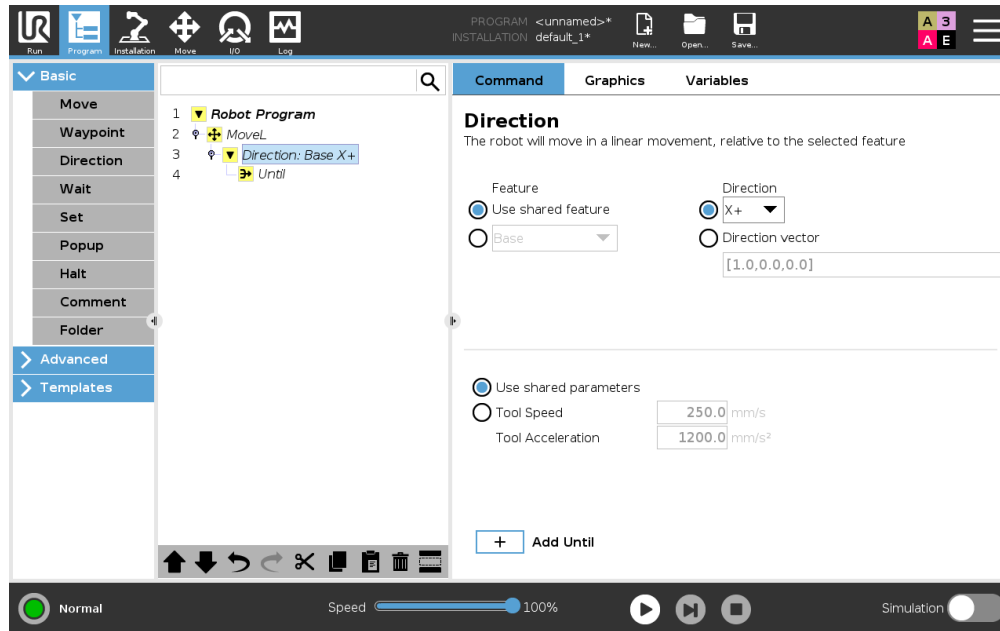 UR
PROGRAM <unnamed>*
INSTALLATION default_1*
A 3
A E
Run Program Installation Move I/O Log New... Open... Save...
Basic
Move
Waypoint
Direction
Wait
Set
Popup
Halt
Comment
Folder
Advanced
Templates
1 Robot Program
2 MoveL
3 Direction: Base X+
4 Until
Command Graphics Variables
Direction
The robot will move in a linear movement, relative to the selected feature
Feature Direction
Use shared feature X+
Base Direction vector
[1.0,0.0,0.0]
Use shared parameters
Tool Speed 250.0 mm/s
Tool Acceleration 1200.0 mm/s²
+ Add Until
Normal Speed 100% Simulation